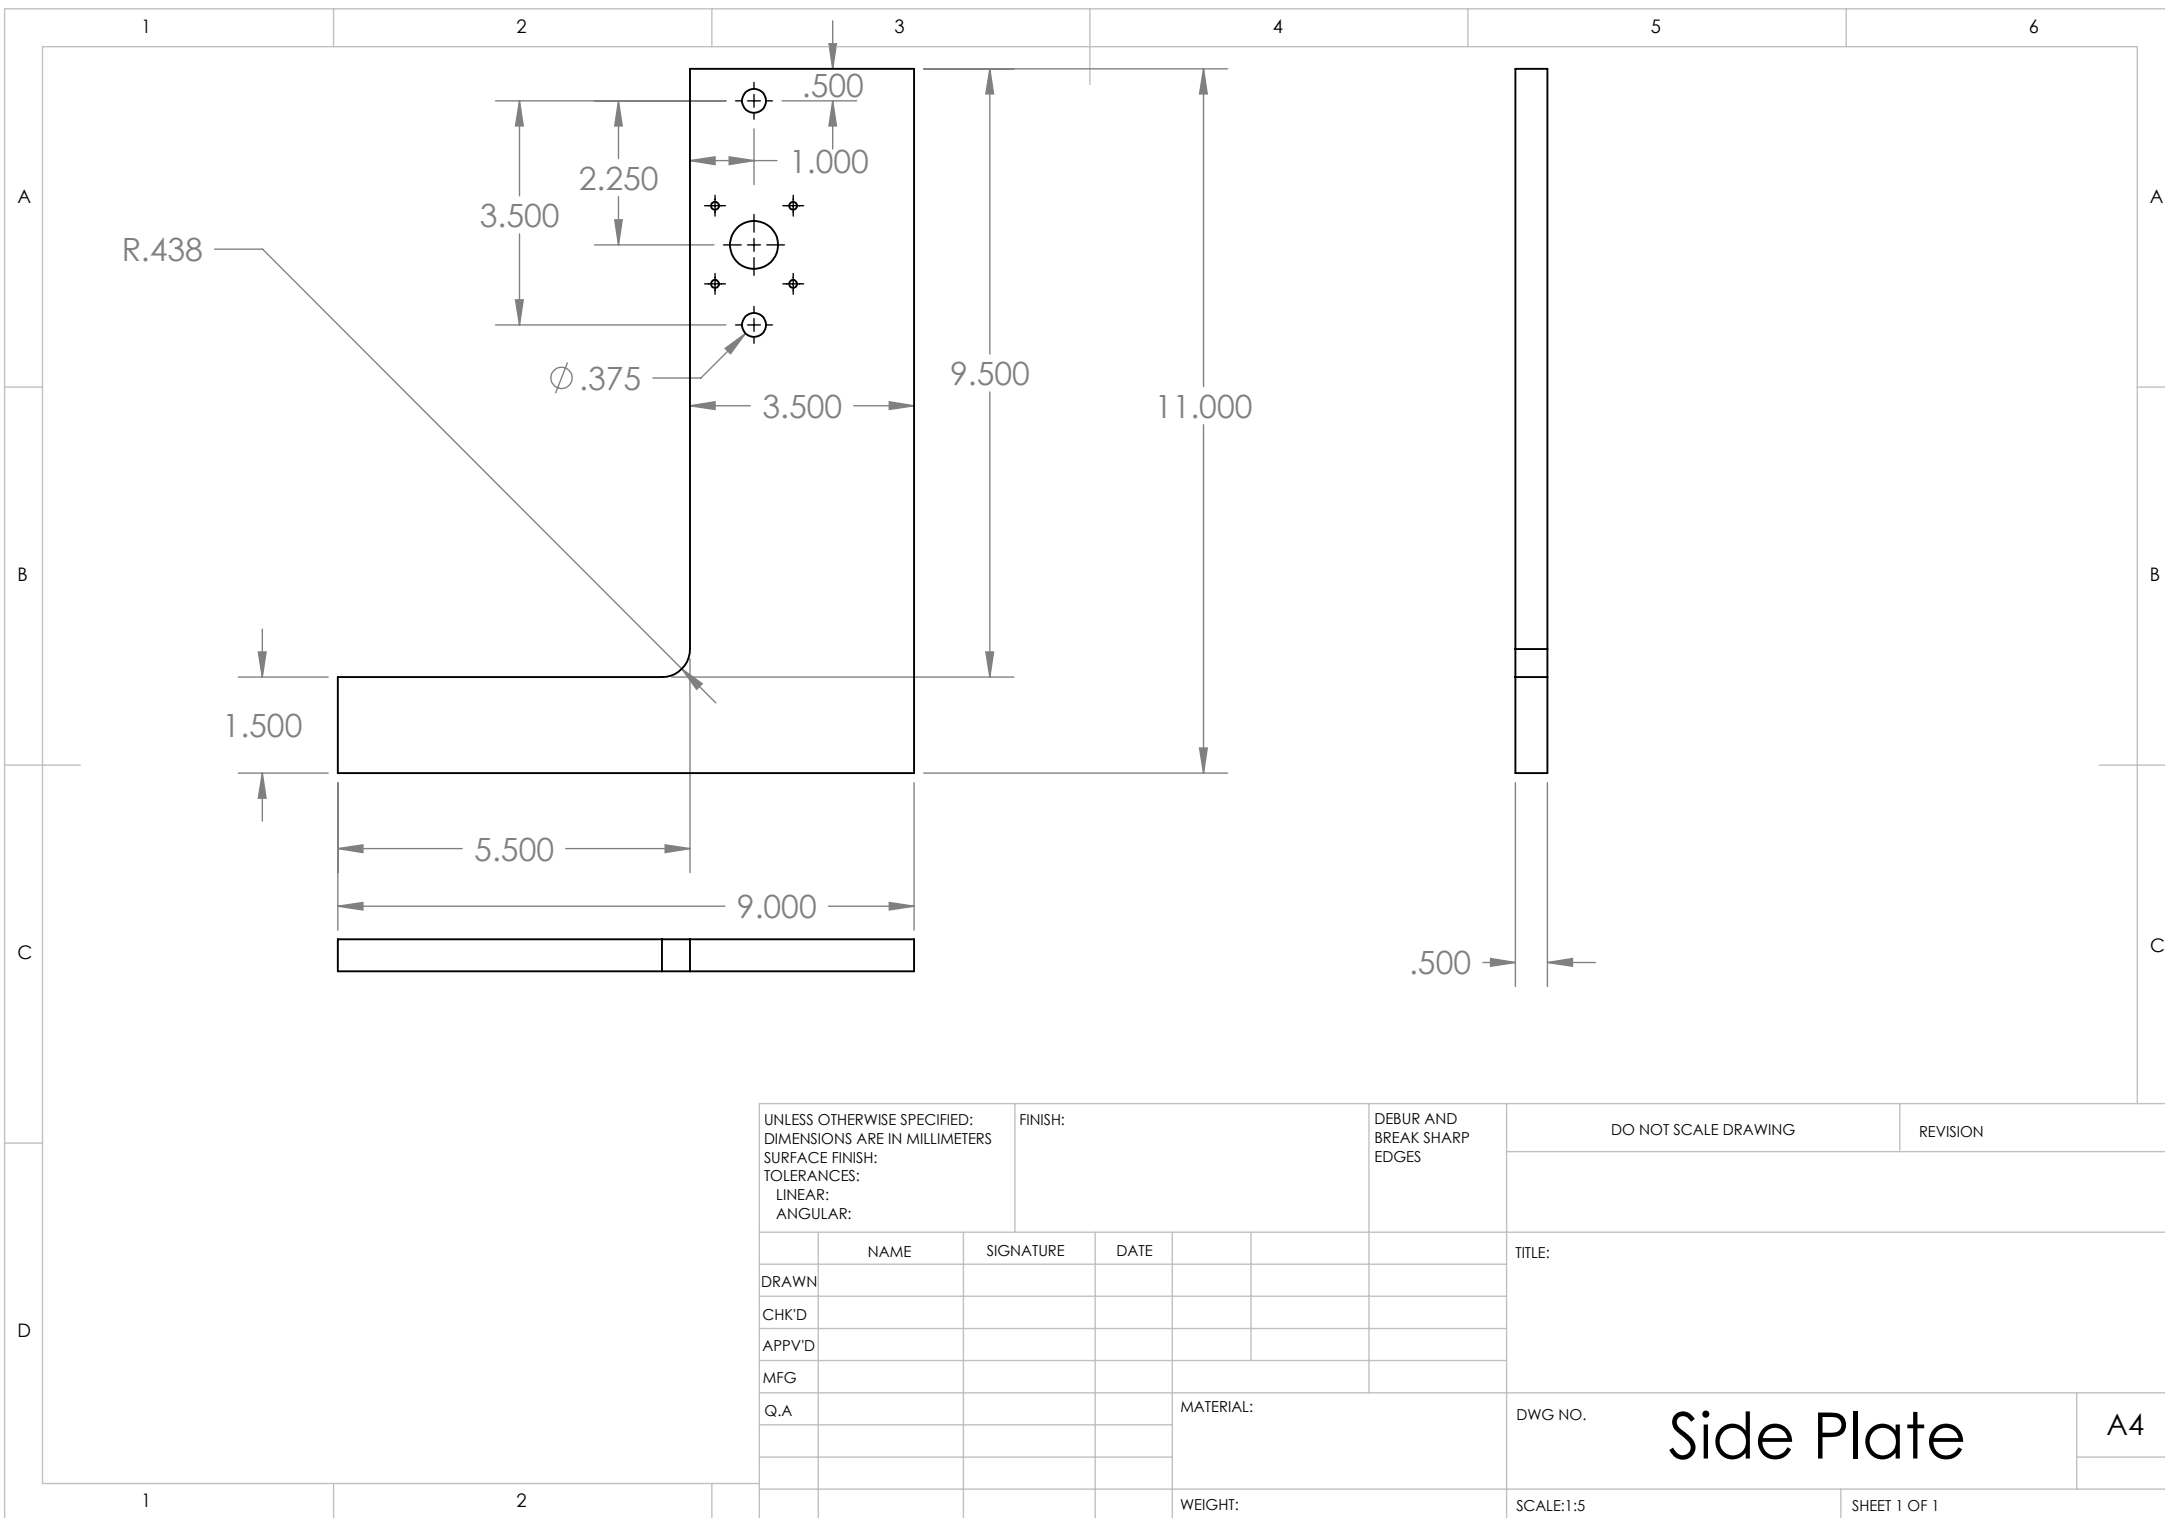 1 2 3 4 5 6
A A
B B
C C
D
.500
1.000
2.250
3.500
R.438
Ø.375
9.500
3.500
11.000
1.500
5.500
9.000
.500
UNLESS OTHERWISE SPECIFIED:
DIMENSIONS ARE IN MILLIMETERS
SURFACE FINISH:
TOLERANCES:
LINEAR:
ANGULAR:
FINISH:
DEBUR AND
BREAK SHARP
EDGES
DO NOT SCALE DRAWING
REVISION
NAME SIGNATURE DATE
DRAWN
CHK'D
APPV'D
MFG
Q.A
TITLE:
MATERIAL:
DWG NO.
Side Plate
A4
WEIGHT:
SCALE:1:5
SHEET 1 OF 1
1 2